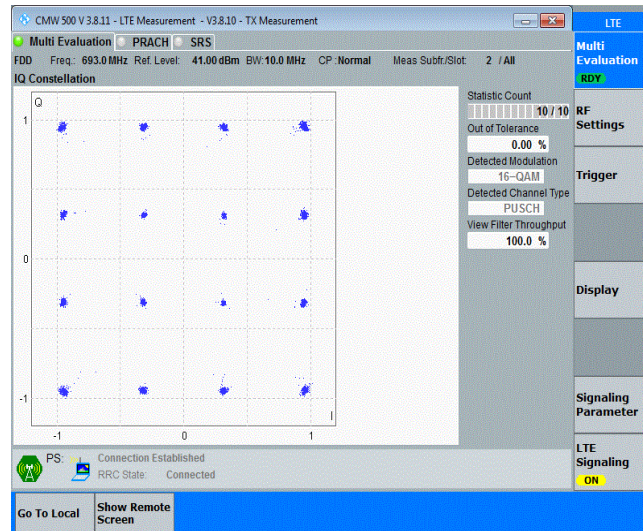 CMW 500 V 3.8.11 - LTE Measurement - V3.8.10 - TX Measurement
LTE
Multi Evaluation PRACH SRS
Multi
Evaluation
RDY
FDD Freq.: 693.0 MHz Ref. Level: 41.00 dBm BW: 10.0 MHz CP : Normal Meas Subfr./Slot: 2 / All
IQ Constellation
Q
1
0
-1
-1 0 1
I
Statistic Count
10 / 10
Out of Tolerance
0.00 %
Detected Modulation
16-QAM
Detected Channel Type
PUSCH
View Filter Throughput
100.0 %
RF
Settings
Trigger
Display
Signaling
Parameter
LTE
Signaling
ON
PS: Connection Established
RRC State: Connected
Go To Local
Show Remote
Screen